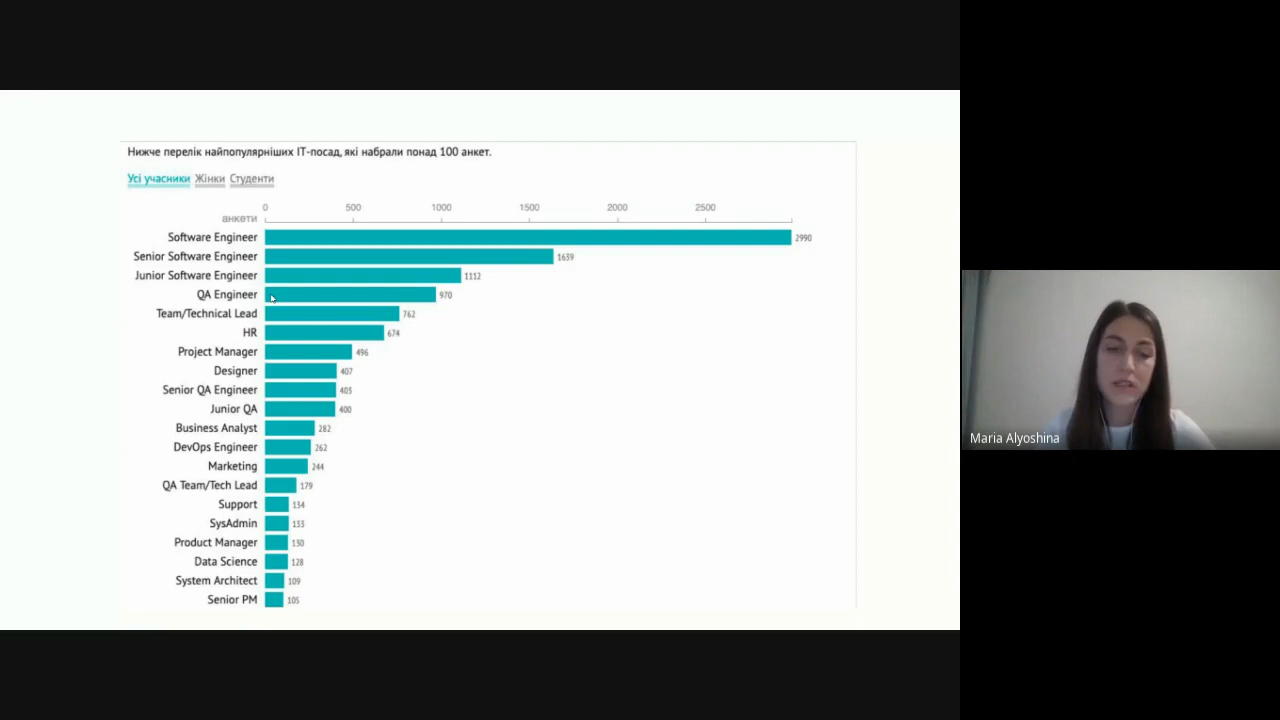 Нижче перелік найпопулярніших ІТ-посад, які набрали понад 100 анкет.
Усі учасники Жінки Студенти
0 500 1000 1500 2000 2500
анкети
Software Engineer 2990
Senior Software Engineer 1639
Junior Software Engineer 1112
QA Engineer 970
Team/Technical Lead 762
HR 674
Project Manager 496
Designer 407
Senior QA Engineer 403
Junior QA 400
Business Analyst 282
DevOps Engineer 262
Marketing 244
QA Team/Tech Lead 179
Support 134
SysAdmin 133
Product Manager 130
Data Science 128
System Architect 109
Senior PM 105
Maria Alyoshina